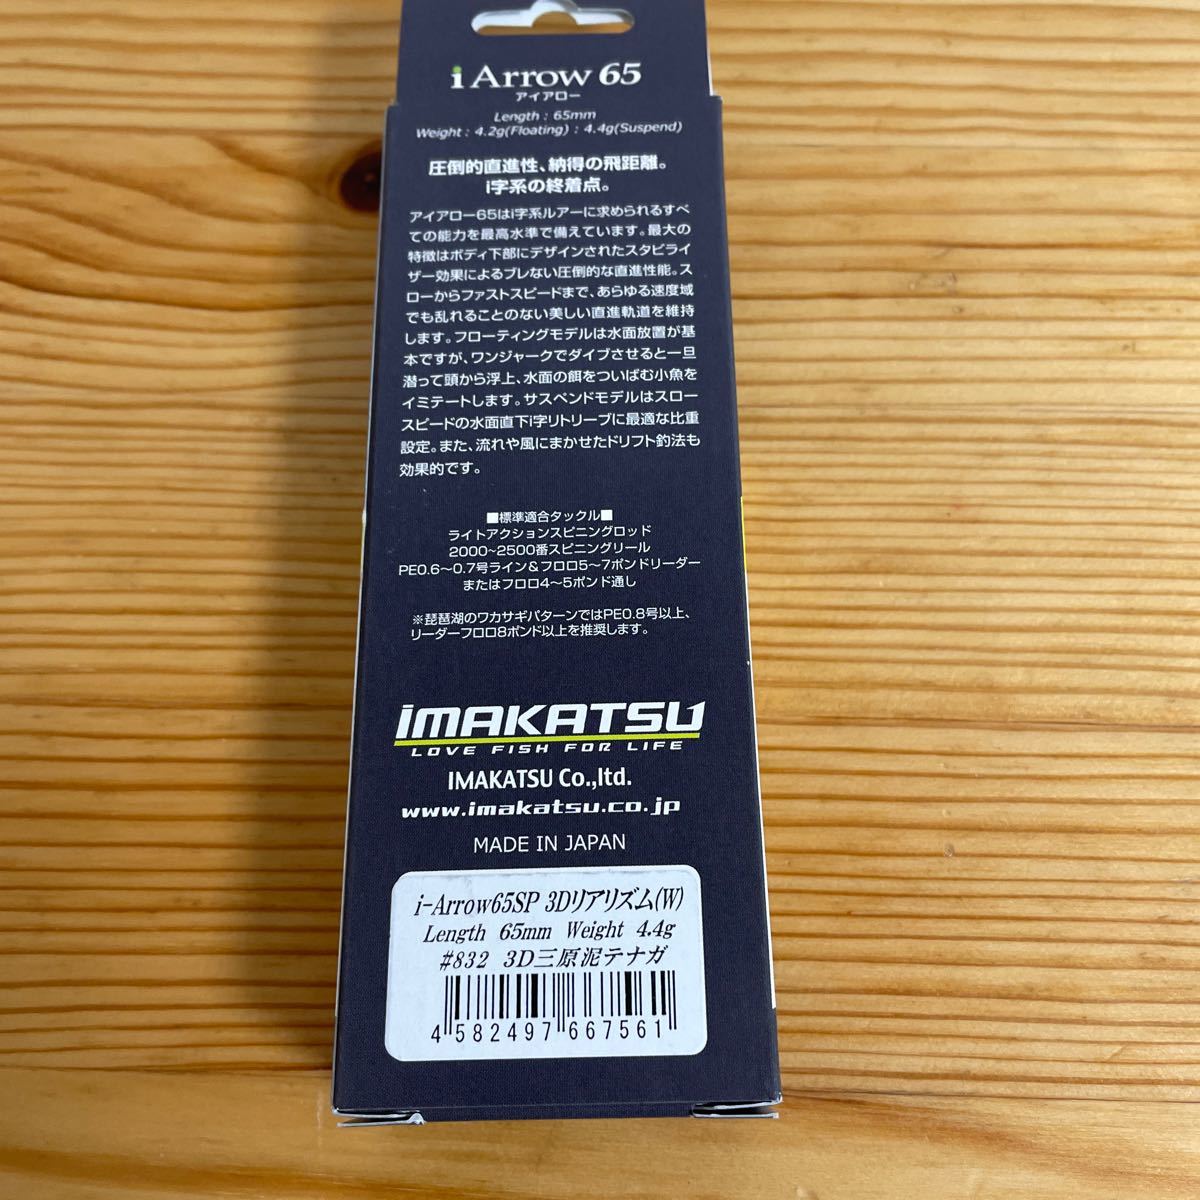 i Arrow 65
アイアロー
Length : 65mm
Weight : 4.2g(Floating) : 4.4g(Suspend)
圧倒的直進性、納得の飛距離。
i字系の終着点。
アイアロー65はi字系ルアーに求められるすべ
ての能力を最高水準で備えています。最大の
特徴はボディ下部にデザインされたスタビライ
ザー効果によるブレない圧倒的な直進性能。ス
ローからファストスピードまで、あらゆる速度域
でも乱れることのない美しい直進軌道を維持
します。フローティングモデルは水面放置が基
本ですが、ワンジャークでダイブさせると一旦
潜って頭から浮上、水面の餌をついばむ小魚を
イミテートします。サスペンドモデルはスロー
スピードの水面直下i字リトリーブに最適な比重
設定。また、流れや風にまかせたドリフト釣法も
効果的です。
■標準適合タックル■
ライトアクションスピニングロッド
2000~2500番スピニングリール
PE0.6～0.7号ライン＆フロロ5～7ポンドリーダー
またはフロロ4～5ポンド通し
※琵琶湖のワカサギパターンではPE0.8号以上、
リーダーフロロ8ポンド以上を推奨します。
iMAKATSU
LOVE FISH FOR LIFE
IMAKATSU Co.,ltd.
www.imakatsu.co.jp
MADE IN JAPAN
i-Arrow65SP 3Dリアリズム(W)
Length 65mm Weight 4.4g
#832 3D三原泥テナガ
4 582497 667561